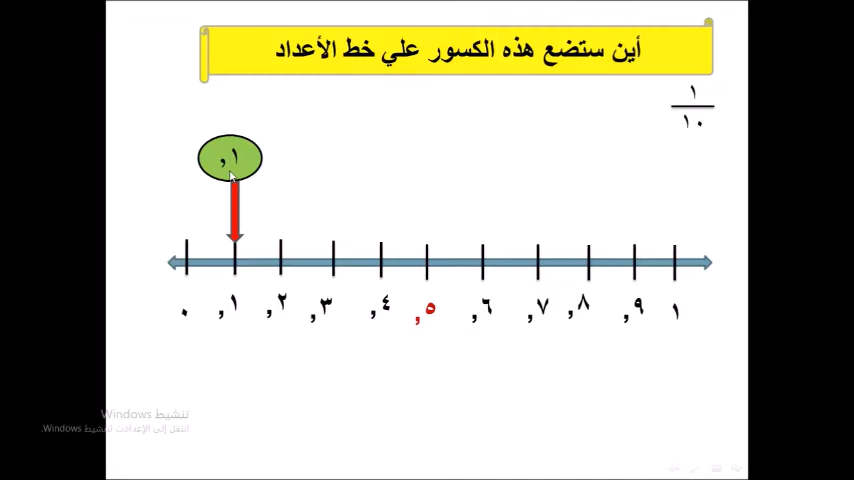 أين ستضع هذه الكسور علي خط الأعداد
١
١٠
,١
٠ ,١ ,٢ ,٣ ,٤ ,٥ ,٦ ,٧ ,٨ ,٩ ١
تنشيط Windows
انتقل إلى الإعدادات لتنشيط Windows.